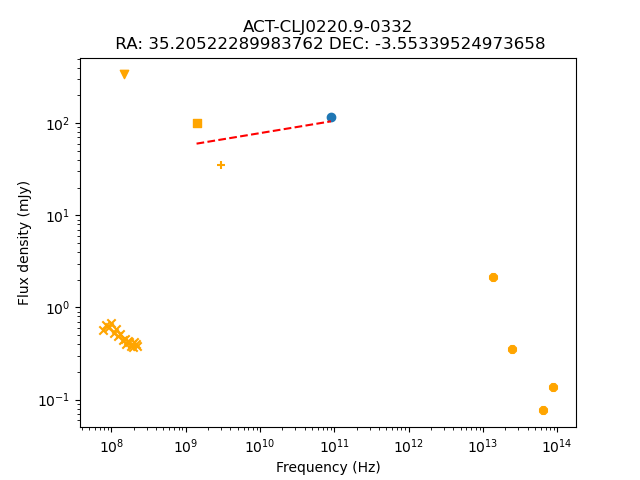 ACT-CLJ0220.9-0332
RA: 35.20522289983762 DEC: -3.55339524973658
Flux density (mJy)
10²
10¹
10⁰
10⁻¹
10⁸ 10⁹ 10¹⁰ 10¹¹ 10¹² 10¹³ 10¹⁴
Frequency (Hz)